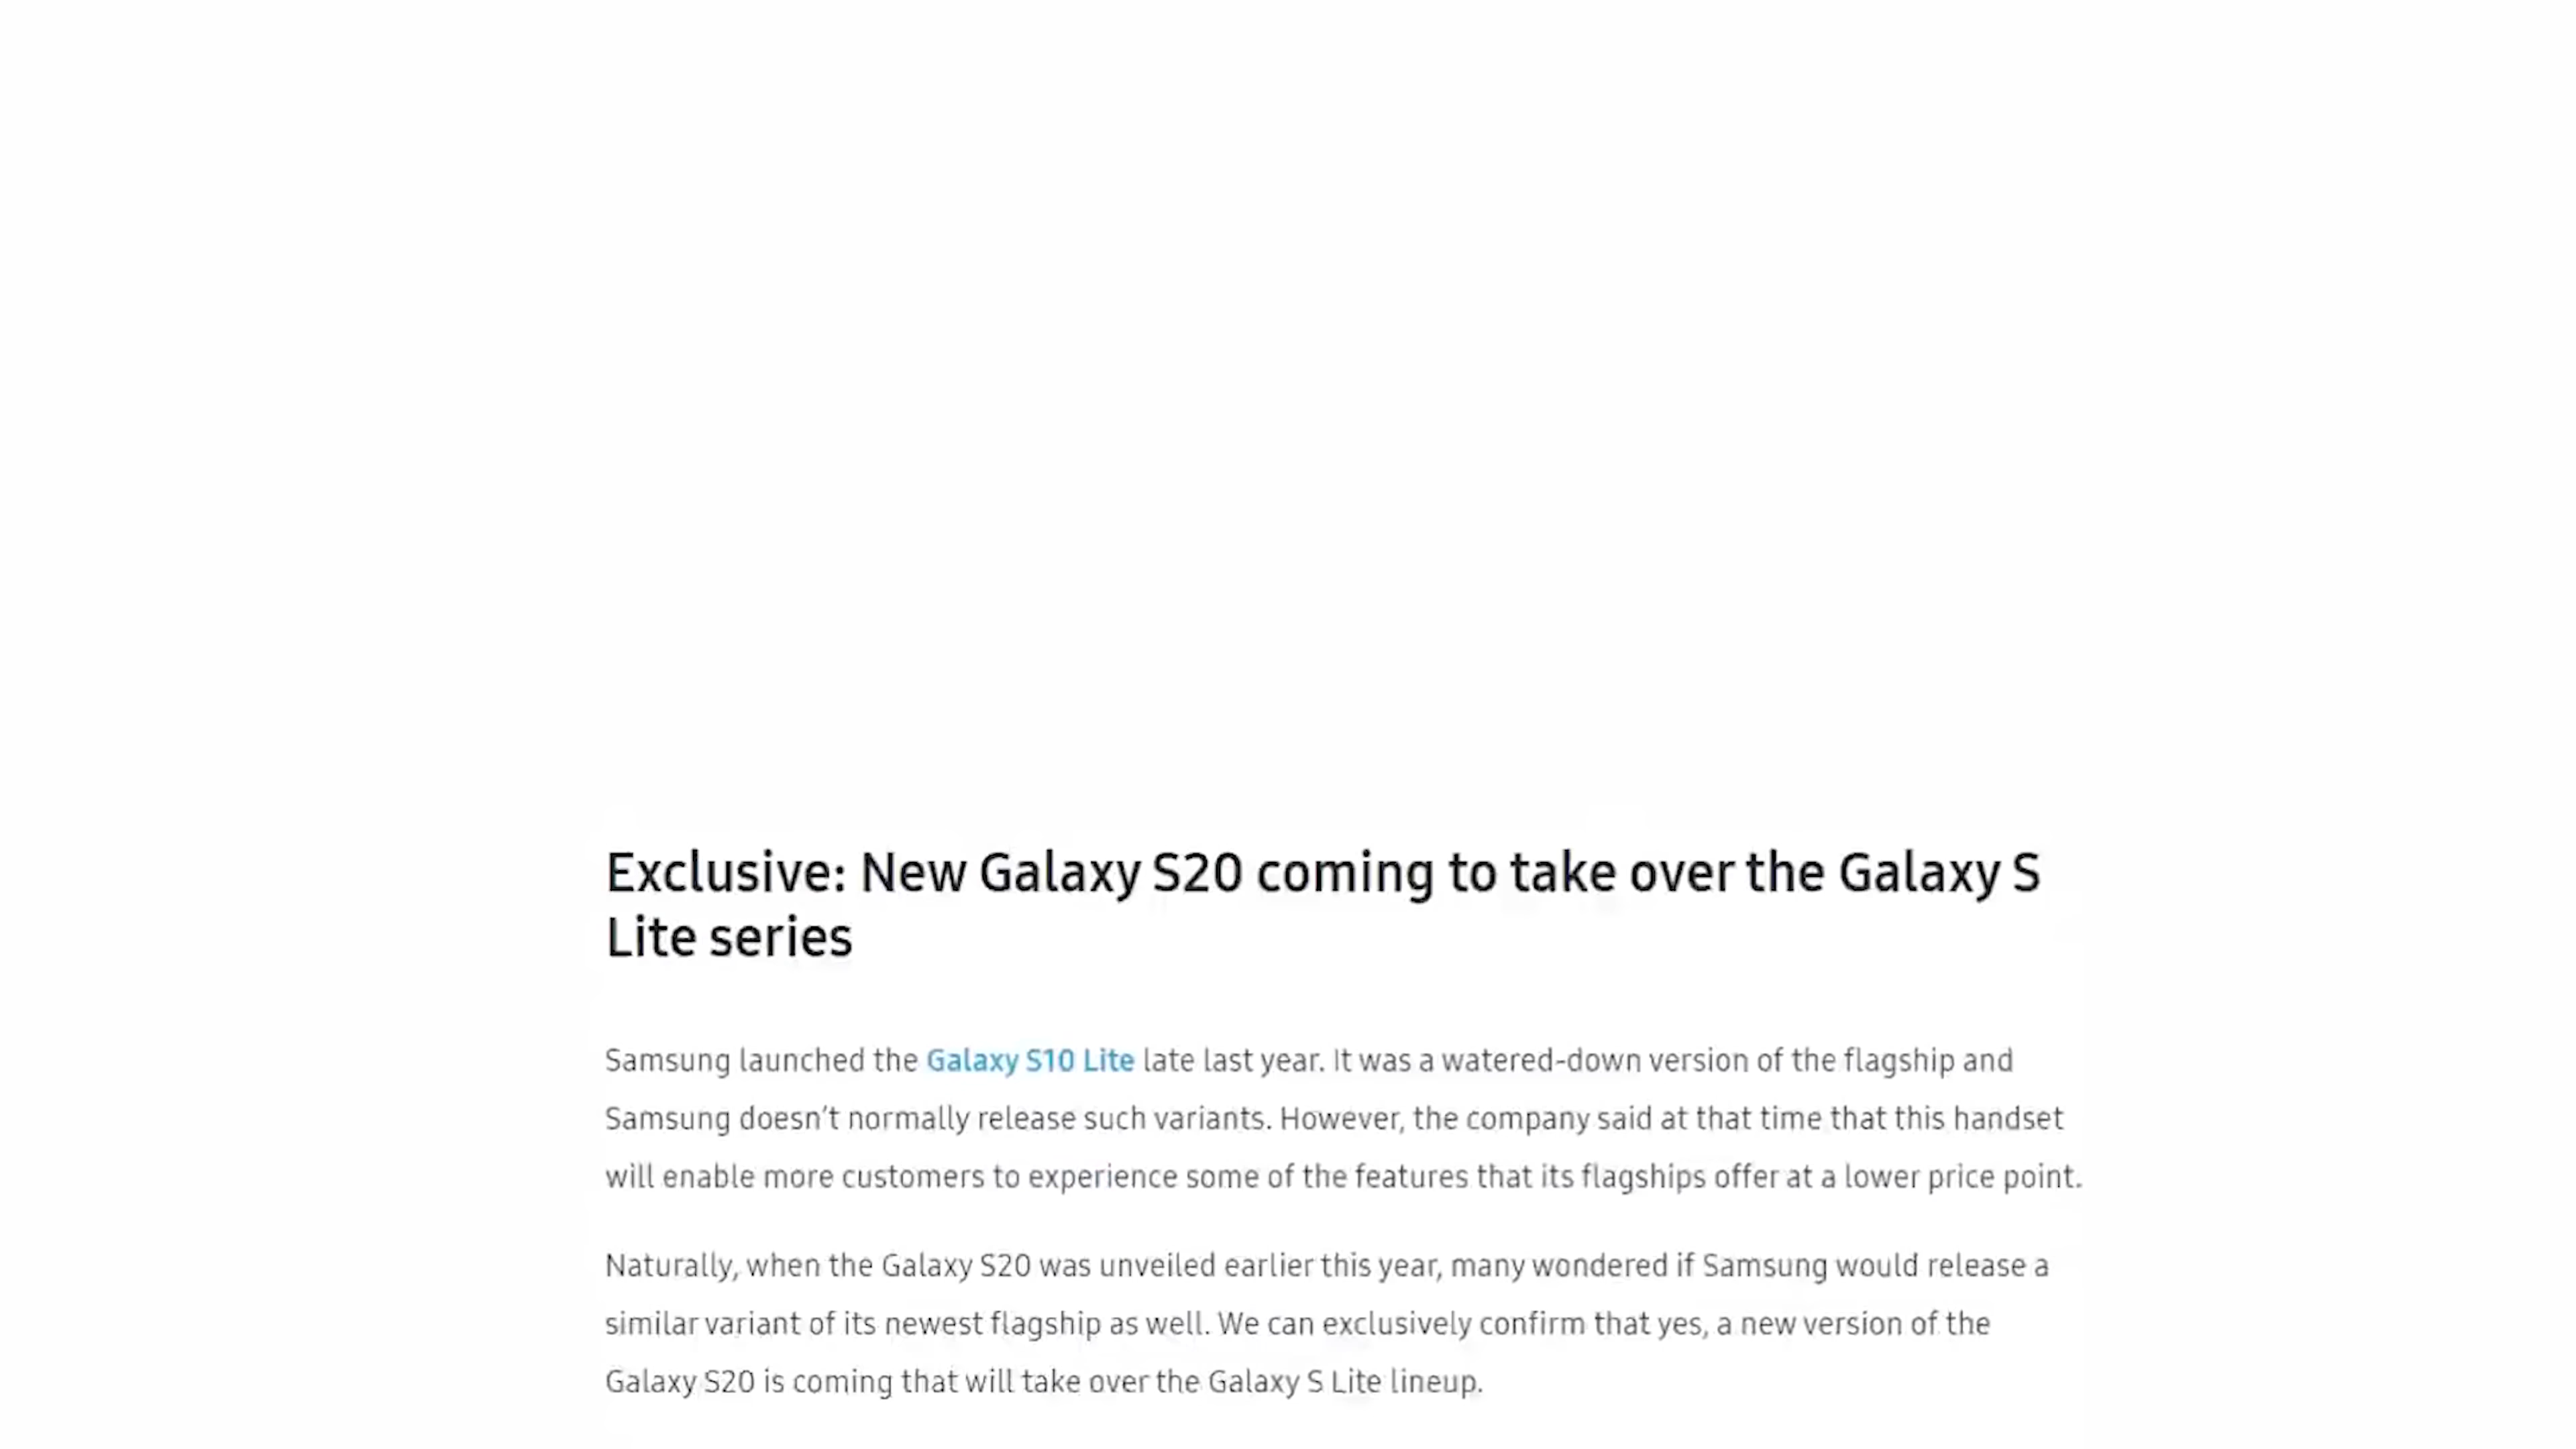 Exclusive: New Galaxy S20 coming to take over the Galaxy S
Lite series
Samsung launched the Galaxy S10 Lite late last year. It was a watered-down version of the flagship and
Samsung doesn't normally release such variants. However, the company said at that time that this handset
will enable more customers to experience some of the features that its flagships offer at a lower price point.
Naturally, when the Galaxy S20 was unveiled earlier this year, many wondered if Samsung would release a
similar variant of its newest flagship as well. We can exclusively confirm that yes, a new version of the
Galaxy S20 is coming that will take over the Galaxy S Lite lineup.